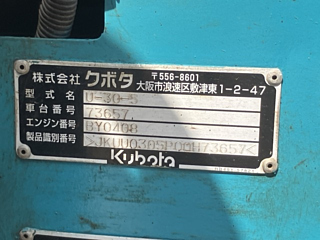 株式会社クボタ 〒556-8601
大阪市浪速区敷津東1-2-47
型式名 U-30-5
車台番号 73657.
エンジン番号 BY0408
製品識別番号 >JKUU0305P00H73657<
Kubota